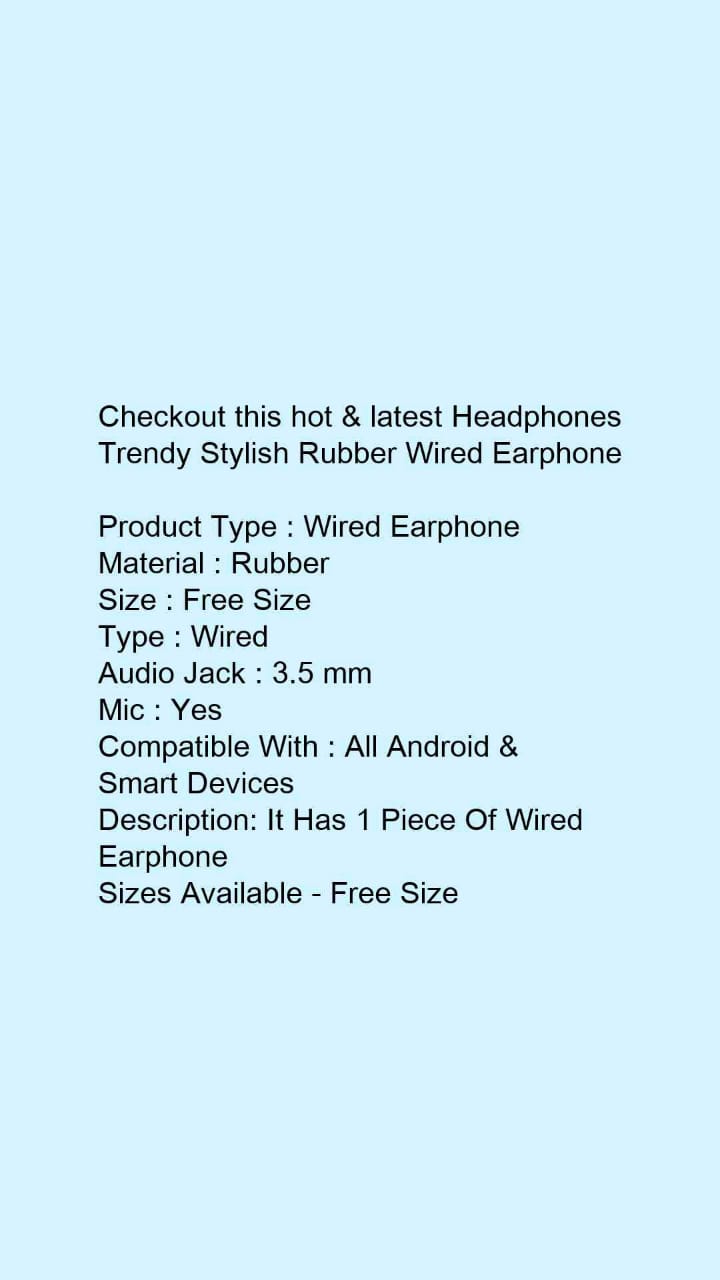 Checkout this hot & latest Headphones
Trendy Stylish Rubber Wired Earphone
Product Type : Wired Earphone
Material : Rubber
Size : Free Size
Type : Wired
Audio Jack : 3.5 mm
Mic : Yes
Compatible With : All Android &
Smart Devices
Description: It Has 1 Piece Of Wired
Earphone
Sizes Available - Free Size